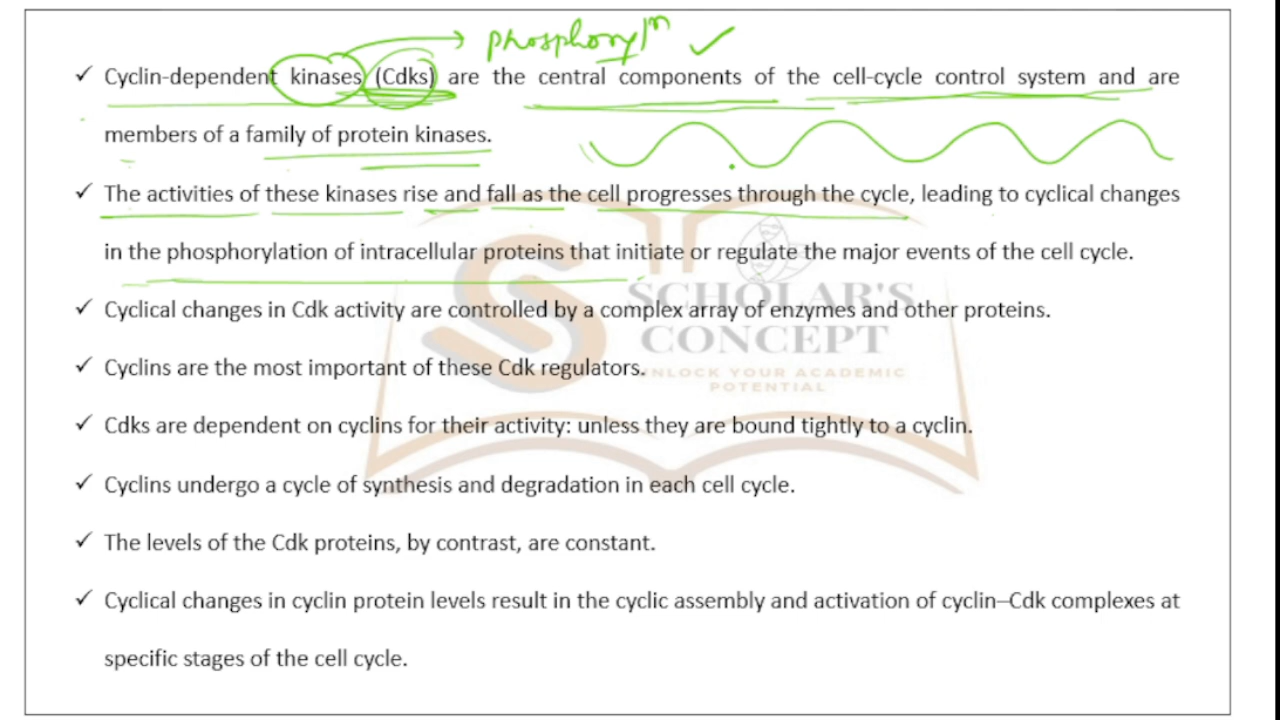 phosphoryl^n ✓
✓ Cyclin-dependent kinases (Cdks) are the central components of the cell-cycle control system and are
members of a family of protein kinases.
✓ The activities of these kinases rise and fall as the cell progresses through the cycle, leading to cyclical changes
in the phosphorylation of intracellular proteins that initiate or regulate the major events of the cell cycle.
SCHOLAR'S
✓ Cyclical changes in Cdk activity are controlled by a complex array of enzymes and other proteins.
CONCEPT
✓ Cyclins are the most important of these Cdk regulators.
UNLOCK YOUR ACADEMIC
POTENTIAL
✓ Cdks are dependent on cyclins for their activity: unless they are bound tightly to a cyclin.
✓ Cyclins undergo a cycle of synthesis and degradation in each cell cycle.
✓ The levels of the Cdk proteins, by contrast, are constant.
✓ Cyclical changes in cyclin protein levels result in the cyclic assembly and activation of cyclin–Cdk complexes at
specific stages of the cell cycle.